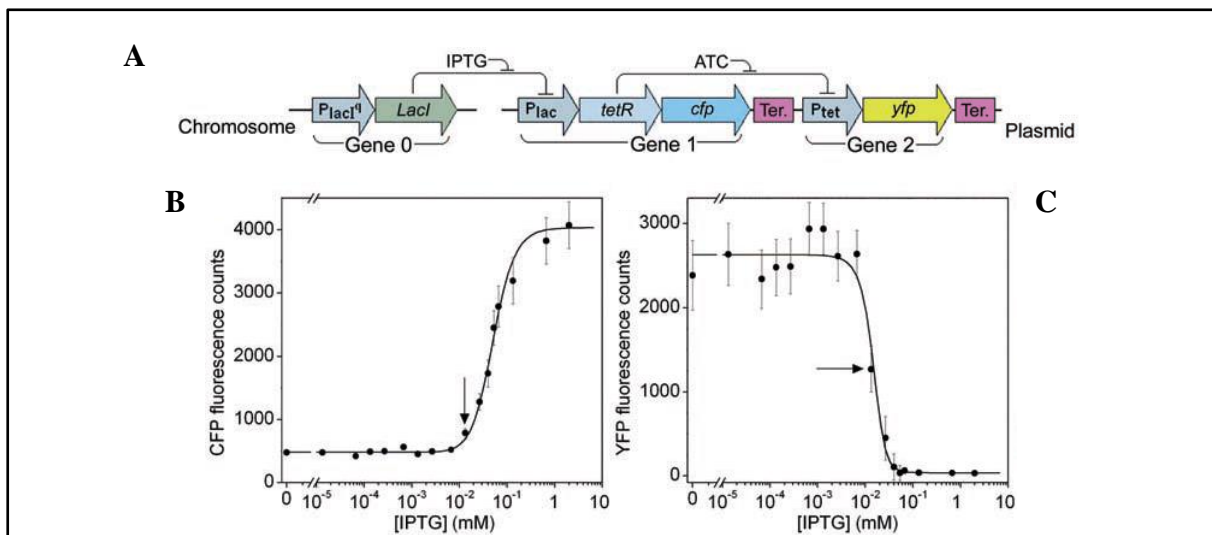 A
IPTG
ATC
P_lacI^q LacI P_lac tetR cfp Ter. P_tet yfp Ter.
Chromosome Plasmid
Gene 0 Gene 1 Gene 2
B
CFP fluorescence counts
4000
3000
2000
1000
0
0 10^-5 10^-4 10^-3 10^-2 10^-1 1 10
[IPTG] (mM)
C
YFP fluorescence counts
3000
2000
1000
0
0 10^-5 10^-4 10^-3 10^-2 10^-1 1 10
[IPTG] (mM)